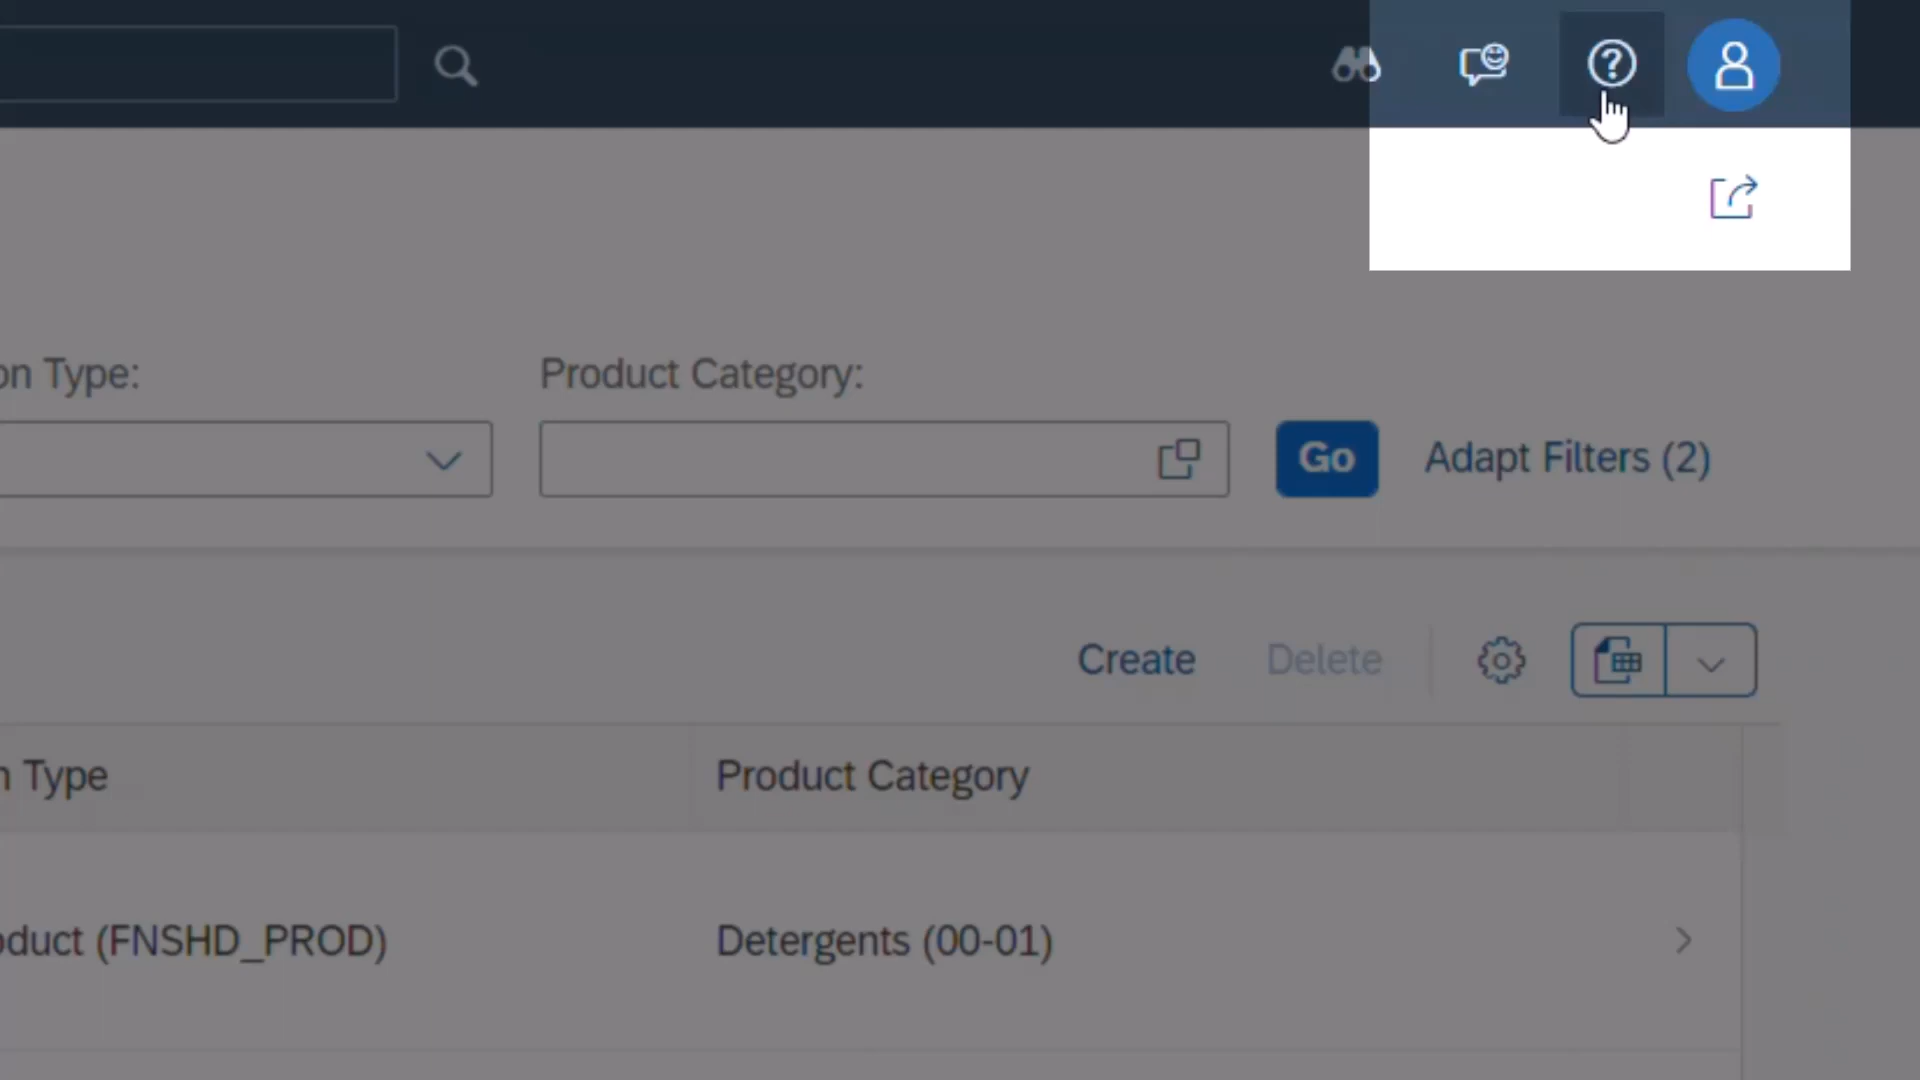 on Type:
Product Category:
Go
Adapt Filters (2)
Create
Delete
n Type
Product Category
oduct (FNSHD_PROD)
Detergents (00-01)